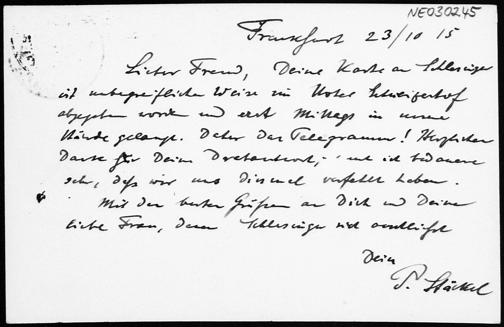 NE030245
Frankfurt 23/10 15
Lieber Freund, Deine Karte an Schlesinger
ist unbegreiflicher Weise im Hotel Schweizerhof
abgegeben worden und erst Mittags in unsere
Hände gelangt. Daher das Telegramm! Herzlichen
Dank für Deine Drahtantwort, und ich bedauere
sehr, daß wir uns diesmal verfehlt haben.
Mit den besten Grüßen an Dich und Deine
liebe Frau, denen Schlesinger sich anschließt
Dein
P. Stäckel